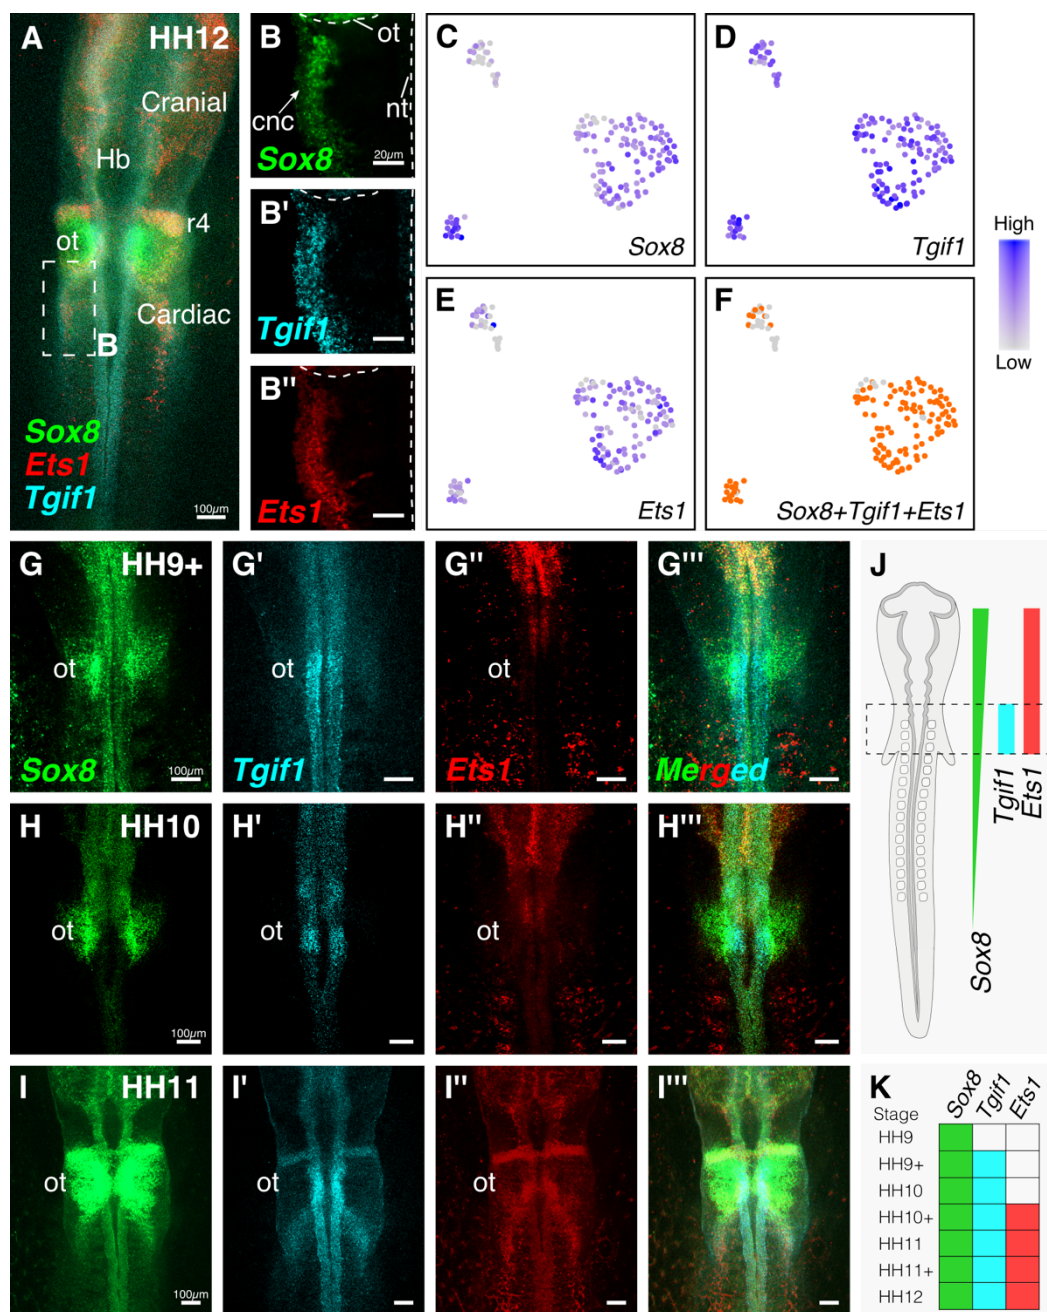 A HH12
Cranial
Hb
r4
ot
Cardiac
B
Sox8
Ets1
Tgif1
100µm
B
ot
cnc
nt
Sox8
20µm
B'
Tgif1
B"
Ets1
C
Sox8
D
Tgif1
E
Ets1
F
Sox8+Tgif1+Ets1
High
Low
G HH9+
ot
Sox8
100µm
G'
ot
Tgif1
G"
ot
Ets1
G'''
Merged
H HH10
ot
100µm
H'
ot
H"
ot
H'''
I HH11
ot
100µm
I'
ot
I"
ot
I'''
J
Sox8
Tgif1
Ets1
K
Sox8 Tgif1 Ets1
Stage
HH9
HH9+
HH10
HH10+
HH11
HH11+
HH12